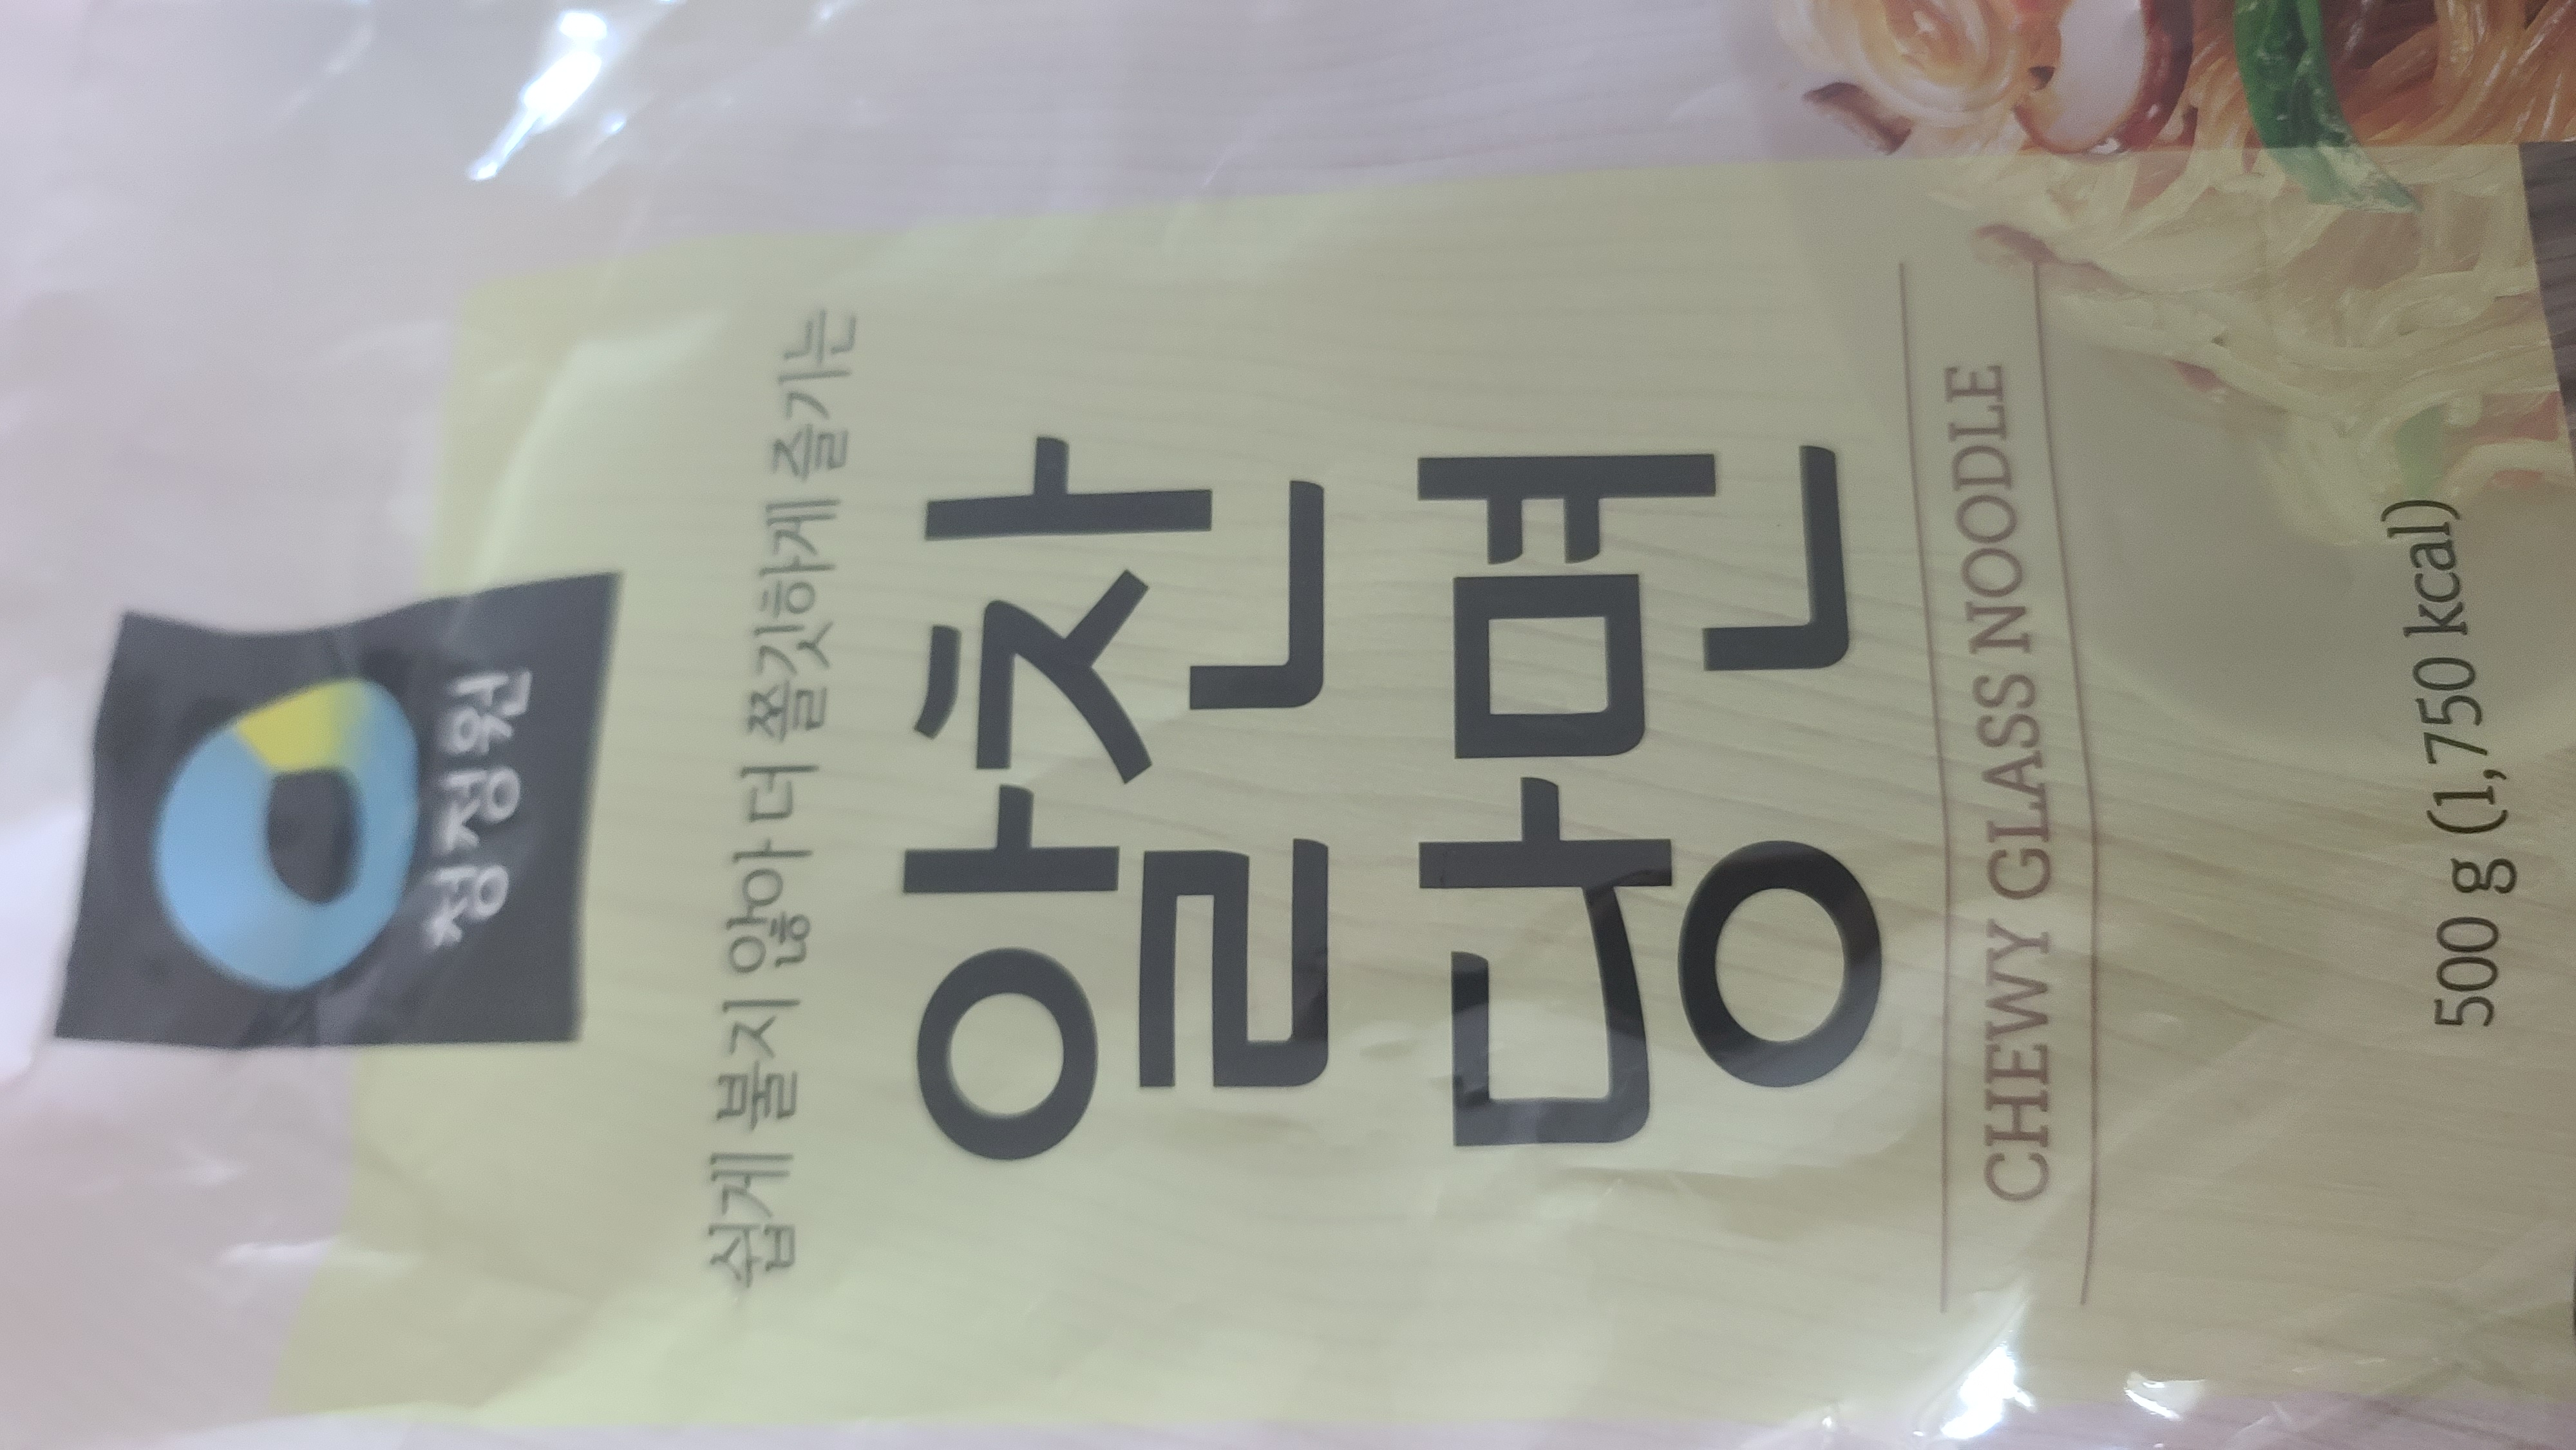 청정원
쉽게 불지 않아 더 쫄깃하게 즐기는
알찬
당면
CHEWY GLASS NOODLE
500 g (1,750 kcal)